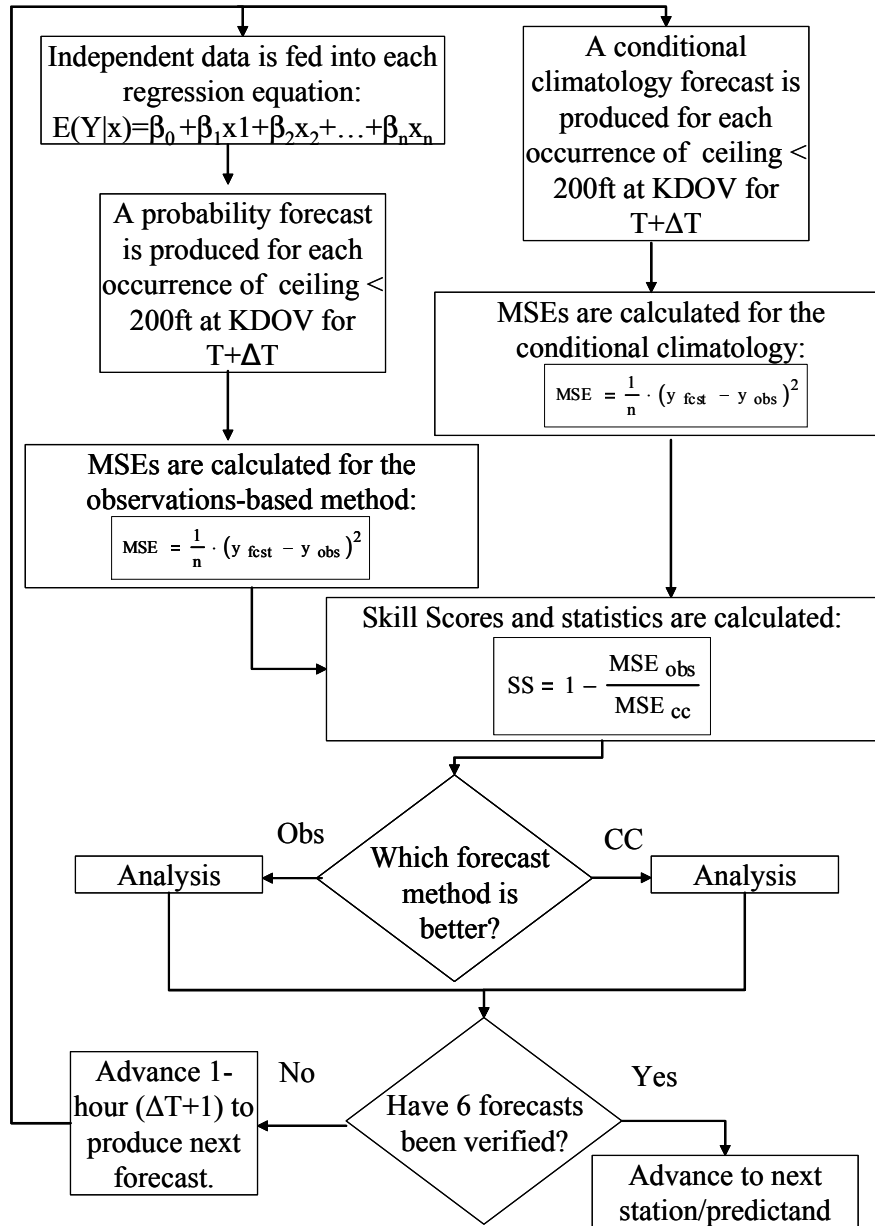 Independent data is fed into each
regression equation:
E(Y|x)=β₀+β₁x1+β₂x₂+…+βₙxₙ
A conditional
climatology forecast is
produced for each
occurrence of ceiling <
200ft at KDOV for
T+ΔT
A probability forecast
is produced for each
occurrence of ceiling <
200ft at KDOV for
T+ΔT
MSEs are calculated for the
conditional climatology:
MSE = 1/n · (y fcst − y obs)²
MSEs are calculated for the
observations-based method:
MSE = 1/n · (y fcst − y obs)²
Skill Scores and statistics are calculated:
SS = 1 − MSE obs / MSE cc
Which forecast
method is
better?
Obs
CC
Analysis
Analysis
Have 6 forecasts
been verified?
No
Yes
Advance 1-
hour (ΔT+1) to
produce next
forecast.
Advance to next
station/predictand